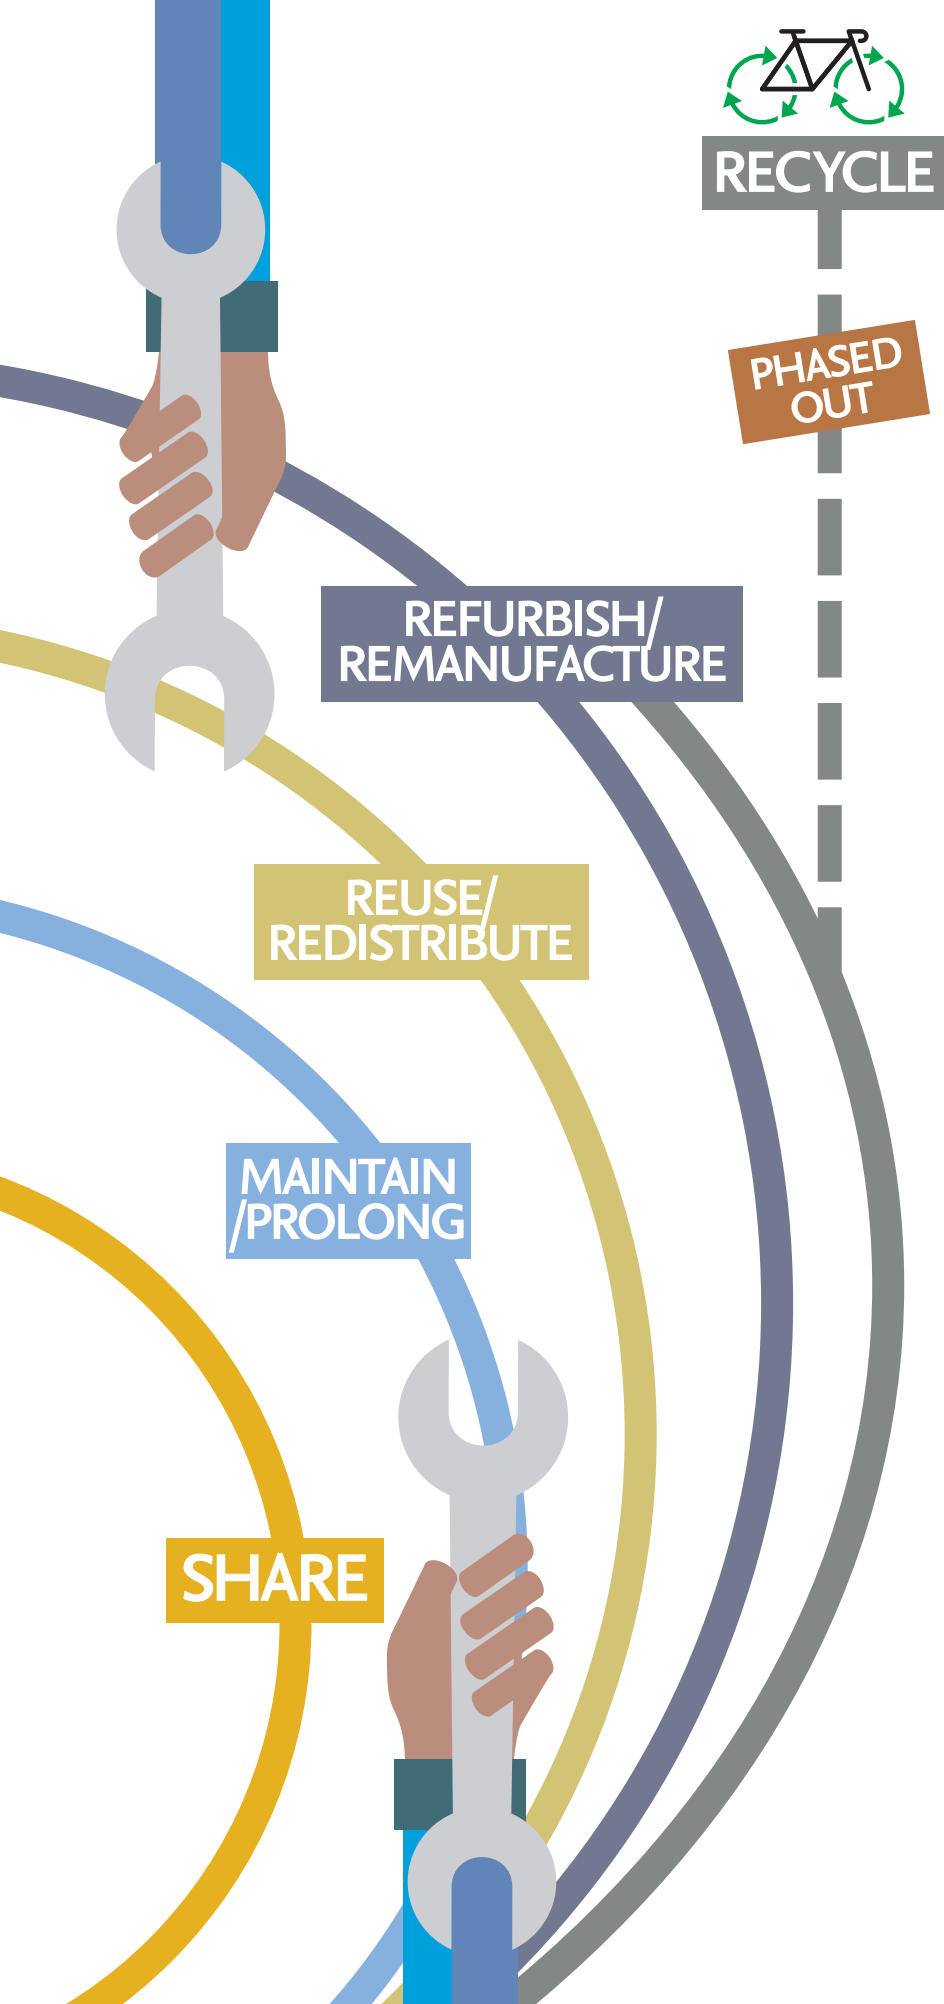 RECYCLE
PHASED
OUT
REFURBISH/
REMANUFACTURE
REUSE/
REDISTRIBUTE
MAINTAIN
/PROLONG
SHARE